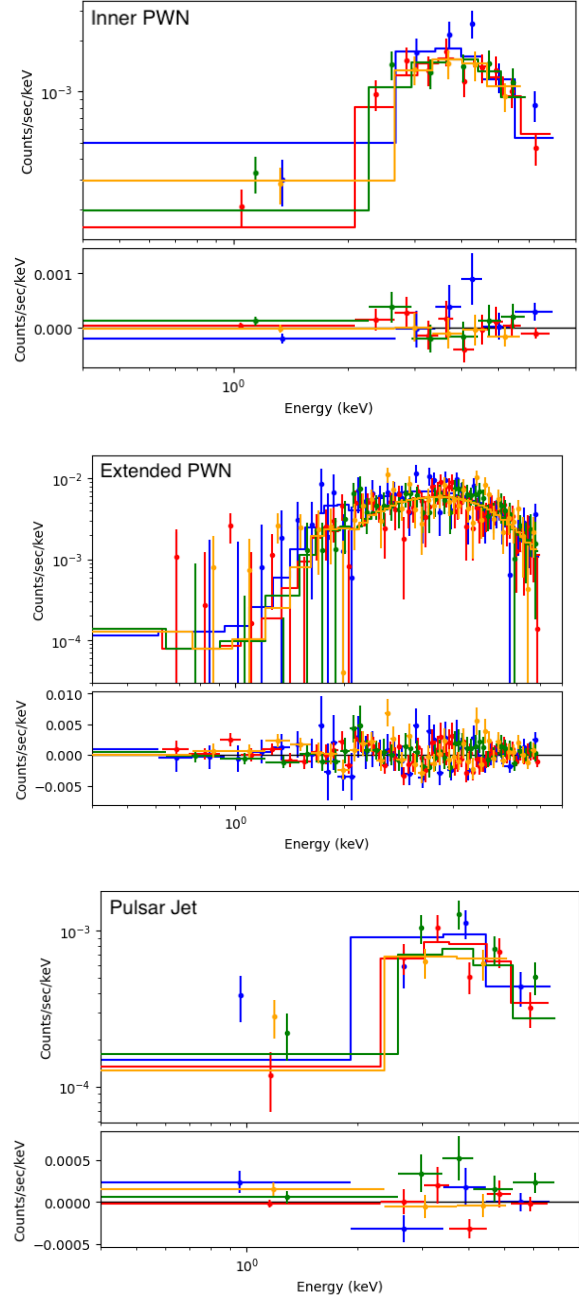 Inner PWN
10⁻³
Counts/sec/keV
0.001
0.000
Counts/sec/keV
10⁰
Energy (keV)
Extended PWN
10⁻²
10⁻³
10⁻⁴
Counts/sec/keV
0.010
0.005
0.000
−0.005
Counts/sec/keV
10⁰
Energy (keV)
Pulsar Jet
10⁻³
10⁻⁴
Counts/sec/keV
0.0005
0.0000
−0.0005
Counts/sec/keV
10⁰
Energy (keV)